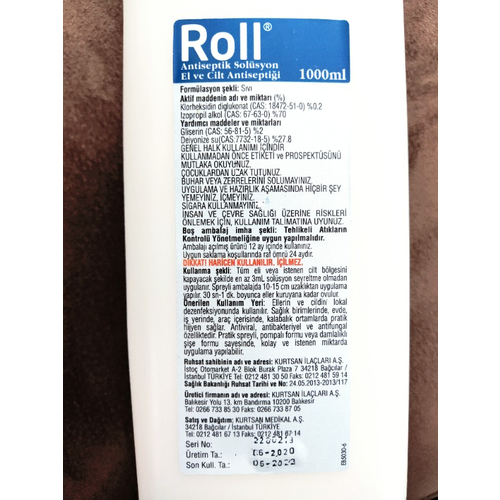 Roll®
Antiseptik Solüsyon
El ve Cilt Antiseptiği 1000ml
Formülasyon şekli: Sıvı
Aktif maddenin adı ve miktarı (%)
Klorheksidin diglukonat (CAS: 18472-51-0) %0.2
İzopropil alkol (CAS: 67-63-0) %70
Yardımcı maddeler ve miktarları
Gliserin (CAS: 56-81-5) %2
Deiyonize su(CAS:7732-18-5) %27.8
GENEL HALK KULLANIMI İÇİNDİR
KULLANMADAN ÖNCE ETİKETİ VE PROSPEKTÜSÜNÜ
MUTLAKA OKUYUNUZ.
ÇOCUKLARDAN UZAK TUTUNUZ.
BUHAR VEYA ZERRELERİNİ SOLUMAYINIZ.
UYGULAMA VE HAZIRLIK AŞAMASINDA HİÇBİR ŞEY
YEMEYİNİZ, İÇMEYİNİZ,
SİGARA KULLANMAYINIZ.
İNSAN VE ÇEVRE SAĞLIĞI ÜZERİNE RİSKLERİ
ÖNLEMEK İÇİN, KULLANIM TALİMATINA UYUNUZ.
Boş ambalaj imha şekli: Tehlikeli Atıkların
Kontrolü Yönetmeliğine uygun yapılmalıdır.
Ambalajı açılmış ürünü 12 ay içinde kullanınız.
Uygun saklama koşullarında raf ömrü 24 aydır.
DİKKAT! HARİCEN KULLANILIR. İÇİLMEZ.
Kullanma şekli: Tüm eli veya istenen cilt bölgesini
kapayacak şekilde en az 3mL solüsyon seyreltme olmadan
uygulanır. Spreyli ambalajda 10-15 cm uzaklıktan uygulama
yapılır. 30 sn-1 dk. boyunca eller kuruyana kadar ovulur.
Önerilen Kullanım Yeri: Ellerin ve cildini lokal
dezenfeksiyonunda kullanılır. Sağlık birimlerinde, evde,
iş yerinde, araç içerisinde, kalabalık ortamlarda pratik
hijyen sağlar. Antiviral, antibakteriyel ve antifungal
özelliktedir. Pratik spreyli, pompalı formu veya damlalıklı
şişe formu sayesinde, kolay ve istenen miktarda
uygulama yapılabilir.
Ruhsat sahibinin adı ve adresi: KURTSAN İLAÇLARI A.Ş.
İstoç Otomarket A-2 Blok Burak Plaza 7 34218 Bağcılar /
İstanbul TÜRKİYE Tel: 0212 481 30 50 Faks: 0212 481 59 14
Sağlık Bakanlığı Ruhsat Tarihi ve No: 24.05.2013-2013/117
Üretici firmanın adı ve adresi: KURTSAN İLAÇLARI A.Ş.
Balıkesir Yolu 13. km Bandırma 10200 Balıkesir
Tel: 0266 733 85 30 Faks: 0266 733 87 05
Satış ve Dağıtım: KURTSAN MEDİKAL A.Ş.
34218 Bağcılar / İstanbul TÜRKİYE
Tel: 0212 481 67 13 Faks: 0212 481 67 14
Seri No:
Üretim Ta.: 06-2020
Son Kull. Ta.: 06-2022
EB5030-6